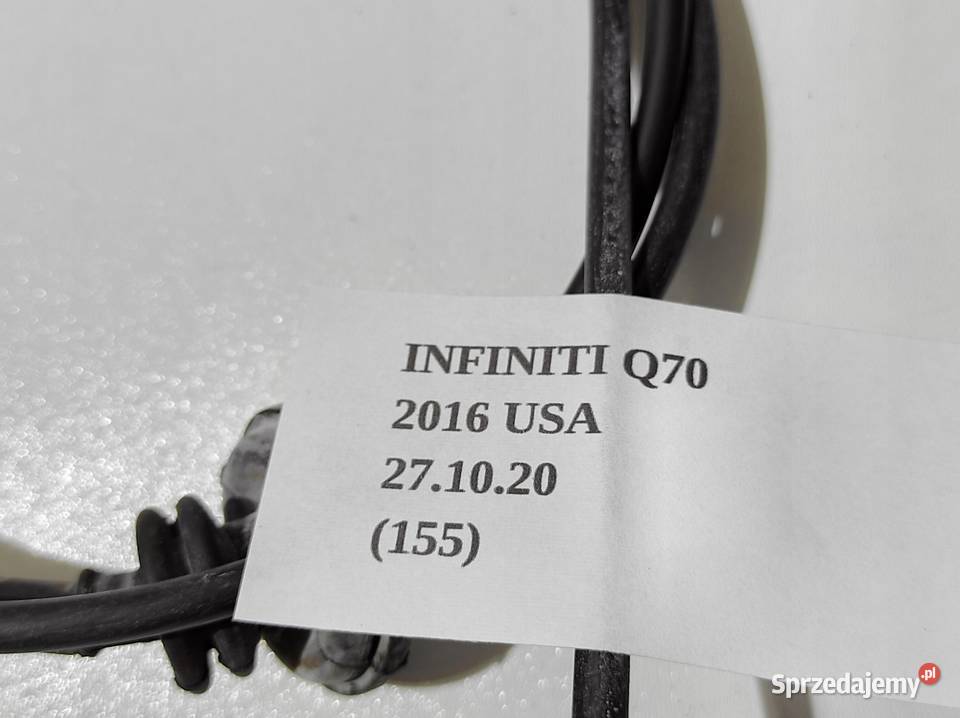 INFINITI Q70
2016 USA
27.10.20
(155)
Sprzedajemy.pl